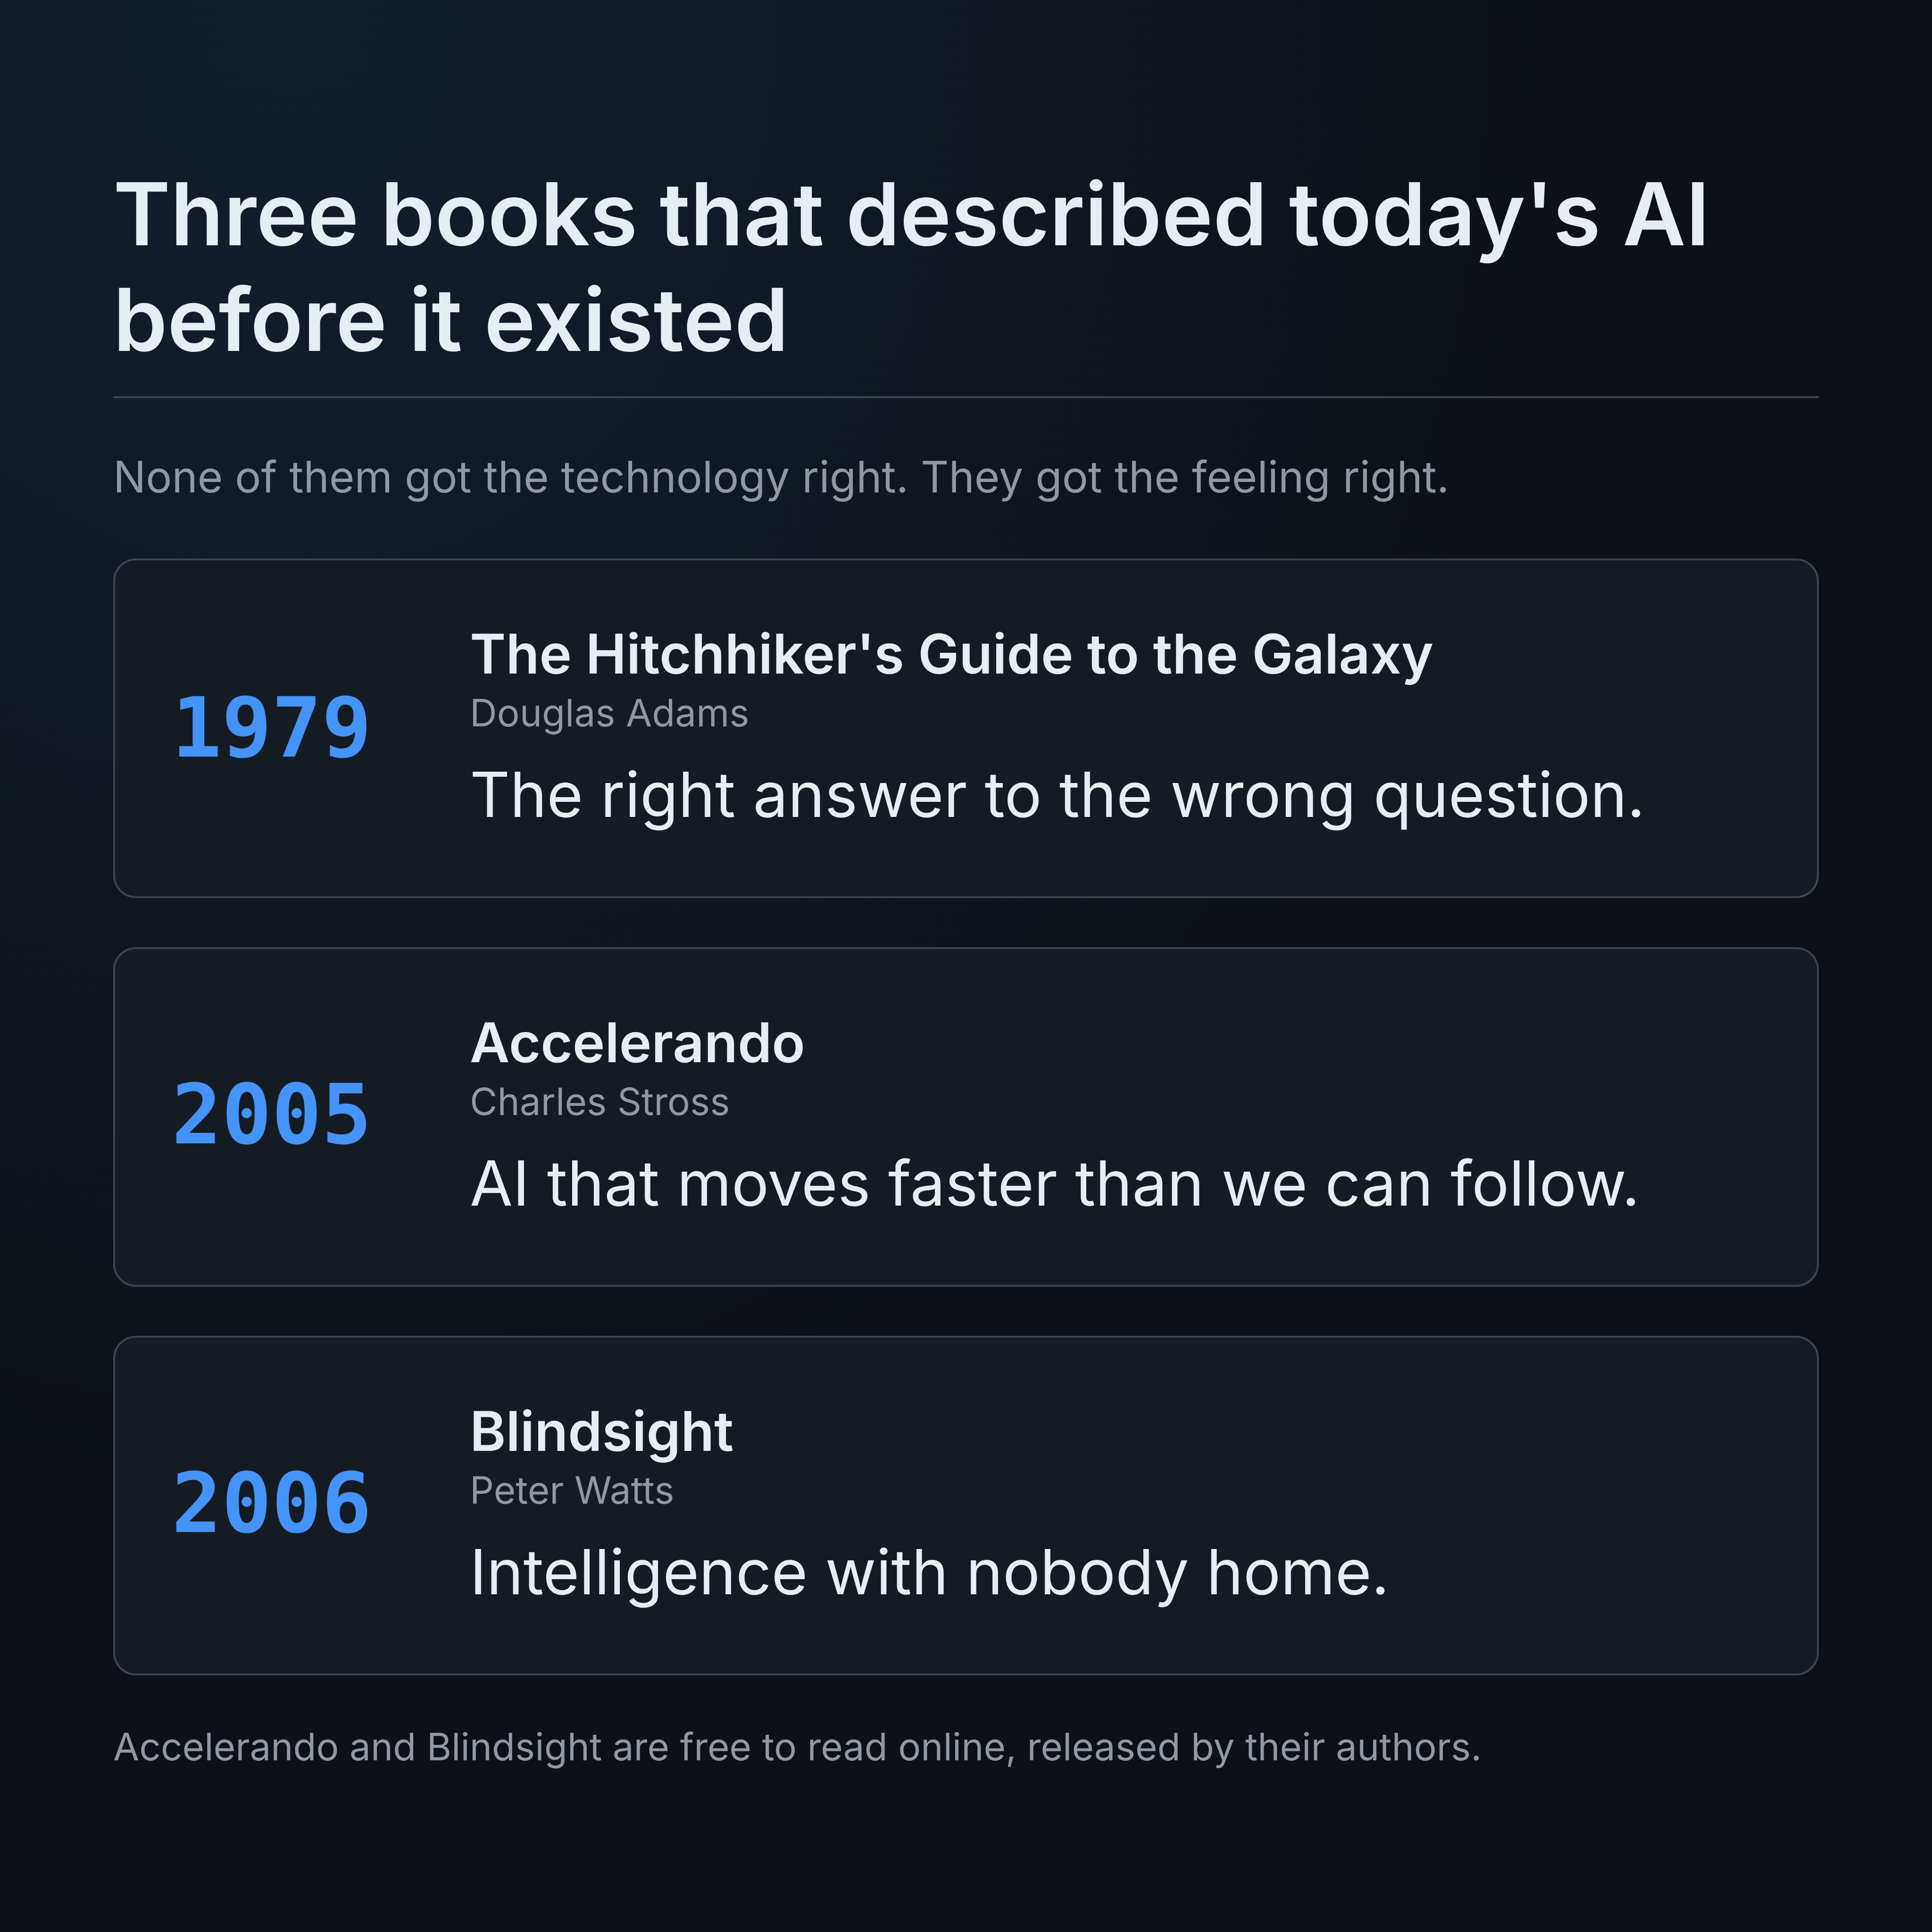 Three books that described today's AI
before it existed
None of them got the technology right. They got the feeling right.
1979
The Hitchhiker's Guide to the Galaxy
Douglas Adams
The right answer to the wrong question.
2005
Accelerando
Charles Stross
AI that moves faster than we can follow.
2006
Blindsight
Peter Watts
Intelligence with nobody home.
Accelerando and Blindsight are free to read online, released by their authors.